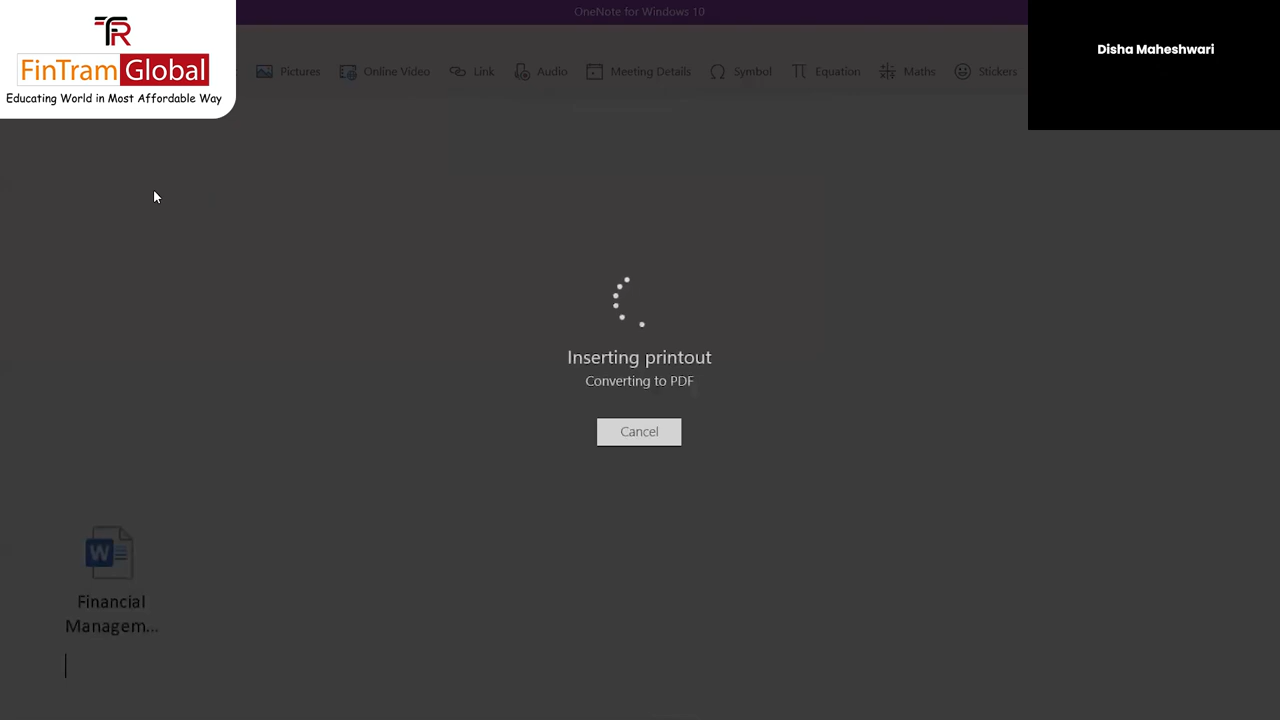 OneNote for Windows 10
Disha Maheshwari
TR
FinTram Global
Educating World in Most Affordable Way
Pictures
Online Video
Link
Audio
Meeting Details
Symbol
Equation
Maths
Stickers
Inserting printout
Converting to PDF
Cancel
W
Financial
Managem...